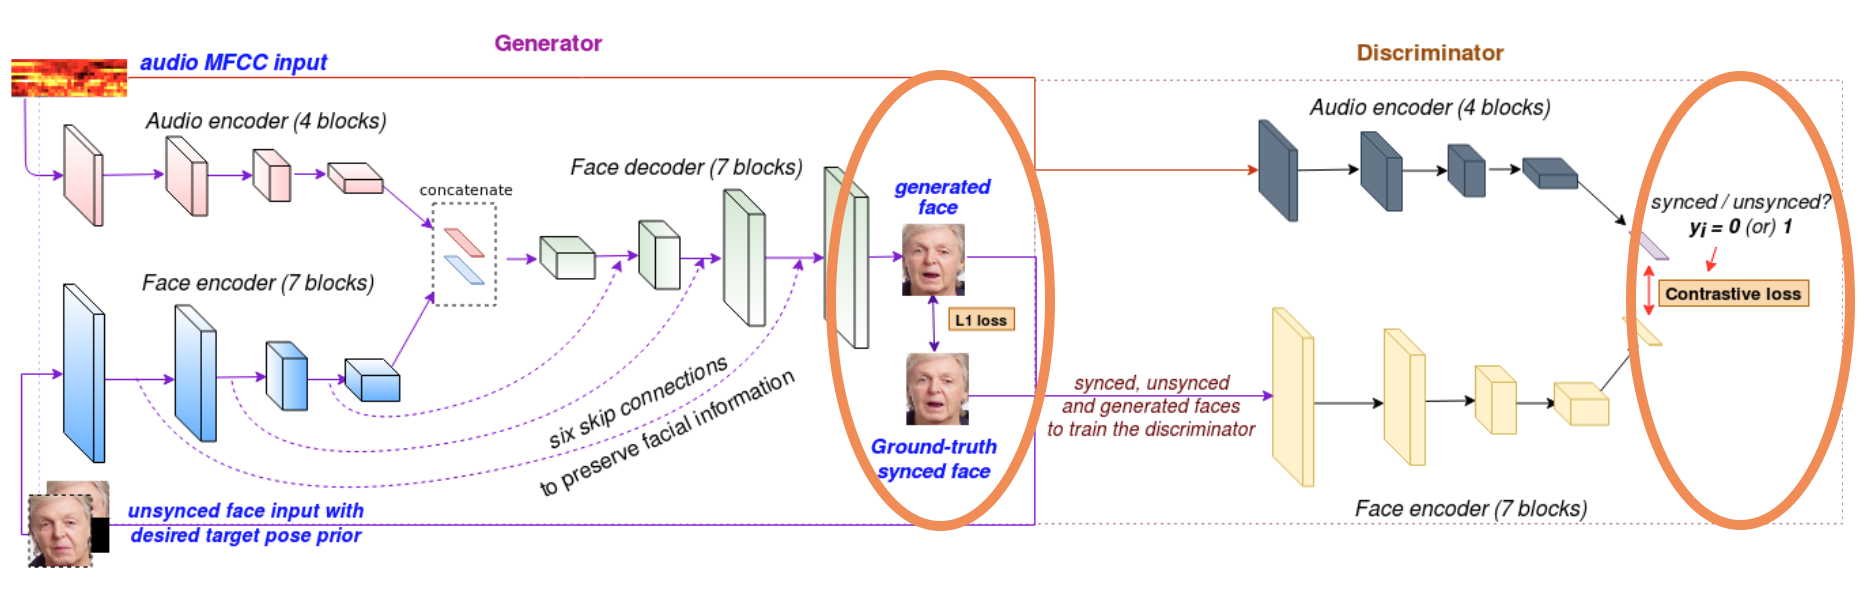 Generator
Discriminator
audio MFCC input
Audio encoder (4 blocks)
Audio encoder (4 blocks)
Face decoder (7 blocks)
concatenate
generated
face
synced / unsynced?
yi = 0 (or) 1
Face encoder (7 blocks)
Contrastive loss
L1 loss
six skip connections
to preserve facial information
synced, unsynced
and generated faces
to train the discriminator
Ground-truth
synced face
unsynced face input with
desired target pose prior
Face encoder (7 blocks)